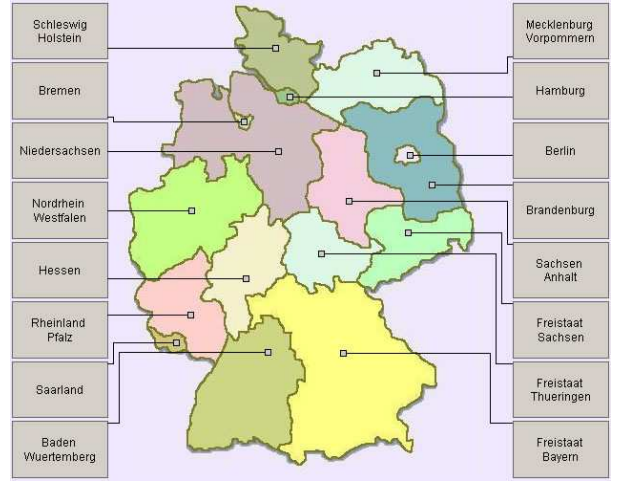 Schleswig
Holstein
Bremen
Niedersachsen
Nordrhein
Westfalen
Hessen
Rheinland
Pfalz
Saarland
Baden
Wuertemberg
Mecklenburg
Vorpommern
Hamburg
Berlin
Brandenburg
Sachsen
Anhalt
Freistaat
Sachsen
Freistaat
Thueringen
Freistaat
Bayern